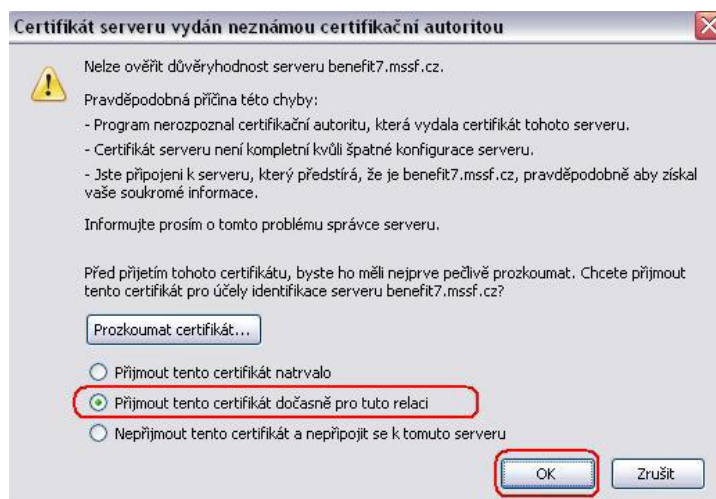 Certifikát serveru vydán neznámou certifikační autoritou
Nelze ověřit důvěryhodnost serveru benefit7.mssf.cz.
Pravděpodobná příčina této chyby:
- Program nerozpoznal certifikační autoritu, která vydala certifikát tohoto serveru.
- Certifikát serveru není kompletní kvůli špatné konfigurace serveru.
- Jste připojeni k serveru, který předstírá, že je benefit7.mssf.cz, pravděpodobně aby získal
vaše soukromé informace.
Informujte prosím o tomto problému správce serveru.
Před přijetím tohoto certifikátu, byste ho měli nejprve pečlivě prozkoumat. Chcete přijmout
tento certifikát pro účely identifikace serveru benefit7.mssf.cz?
Prozkoumat certifikát...
Přijmout tento certifikát natrvalo
Přijmout tento certifikát dočasně pro tuto relaci
Nepřijmout tento certifikát a nepřipojit se k tomuto serveru
OK
Zrušit